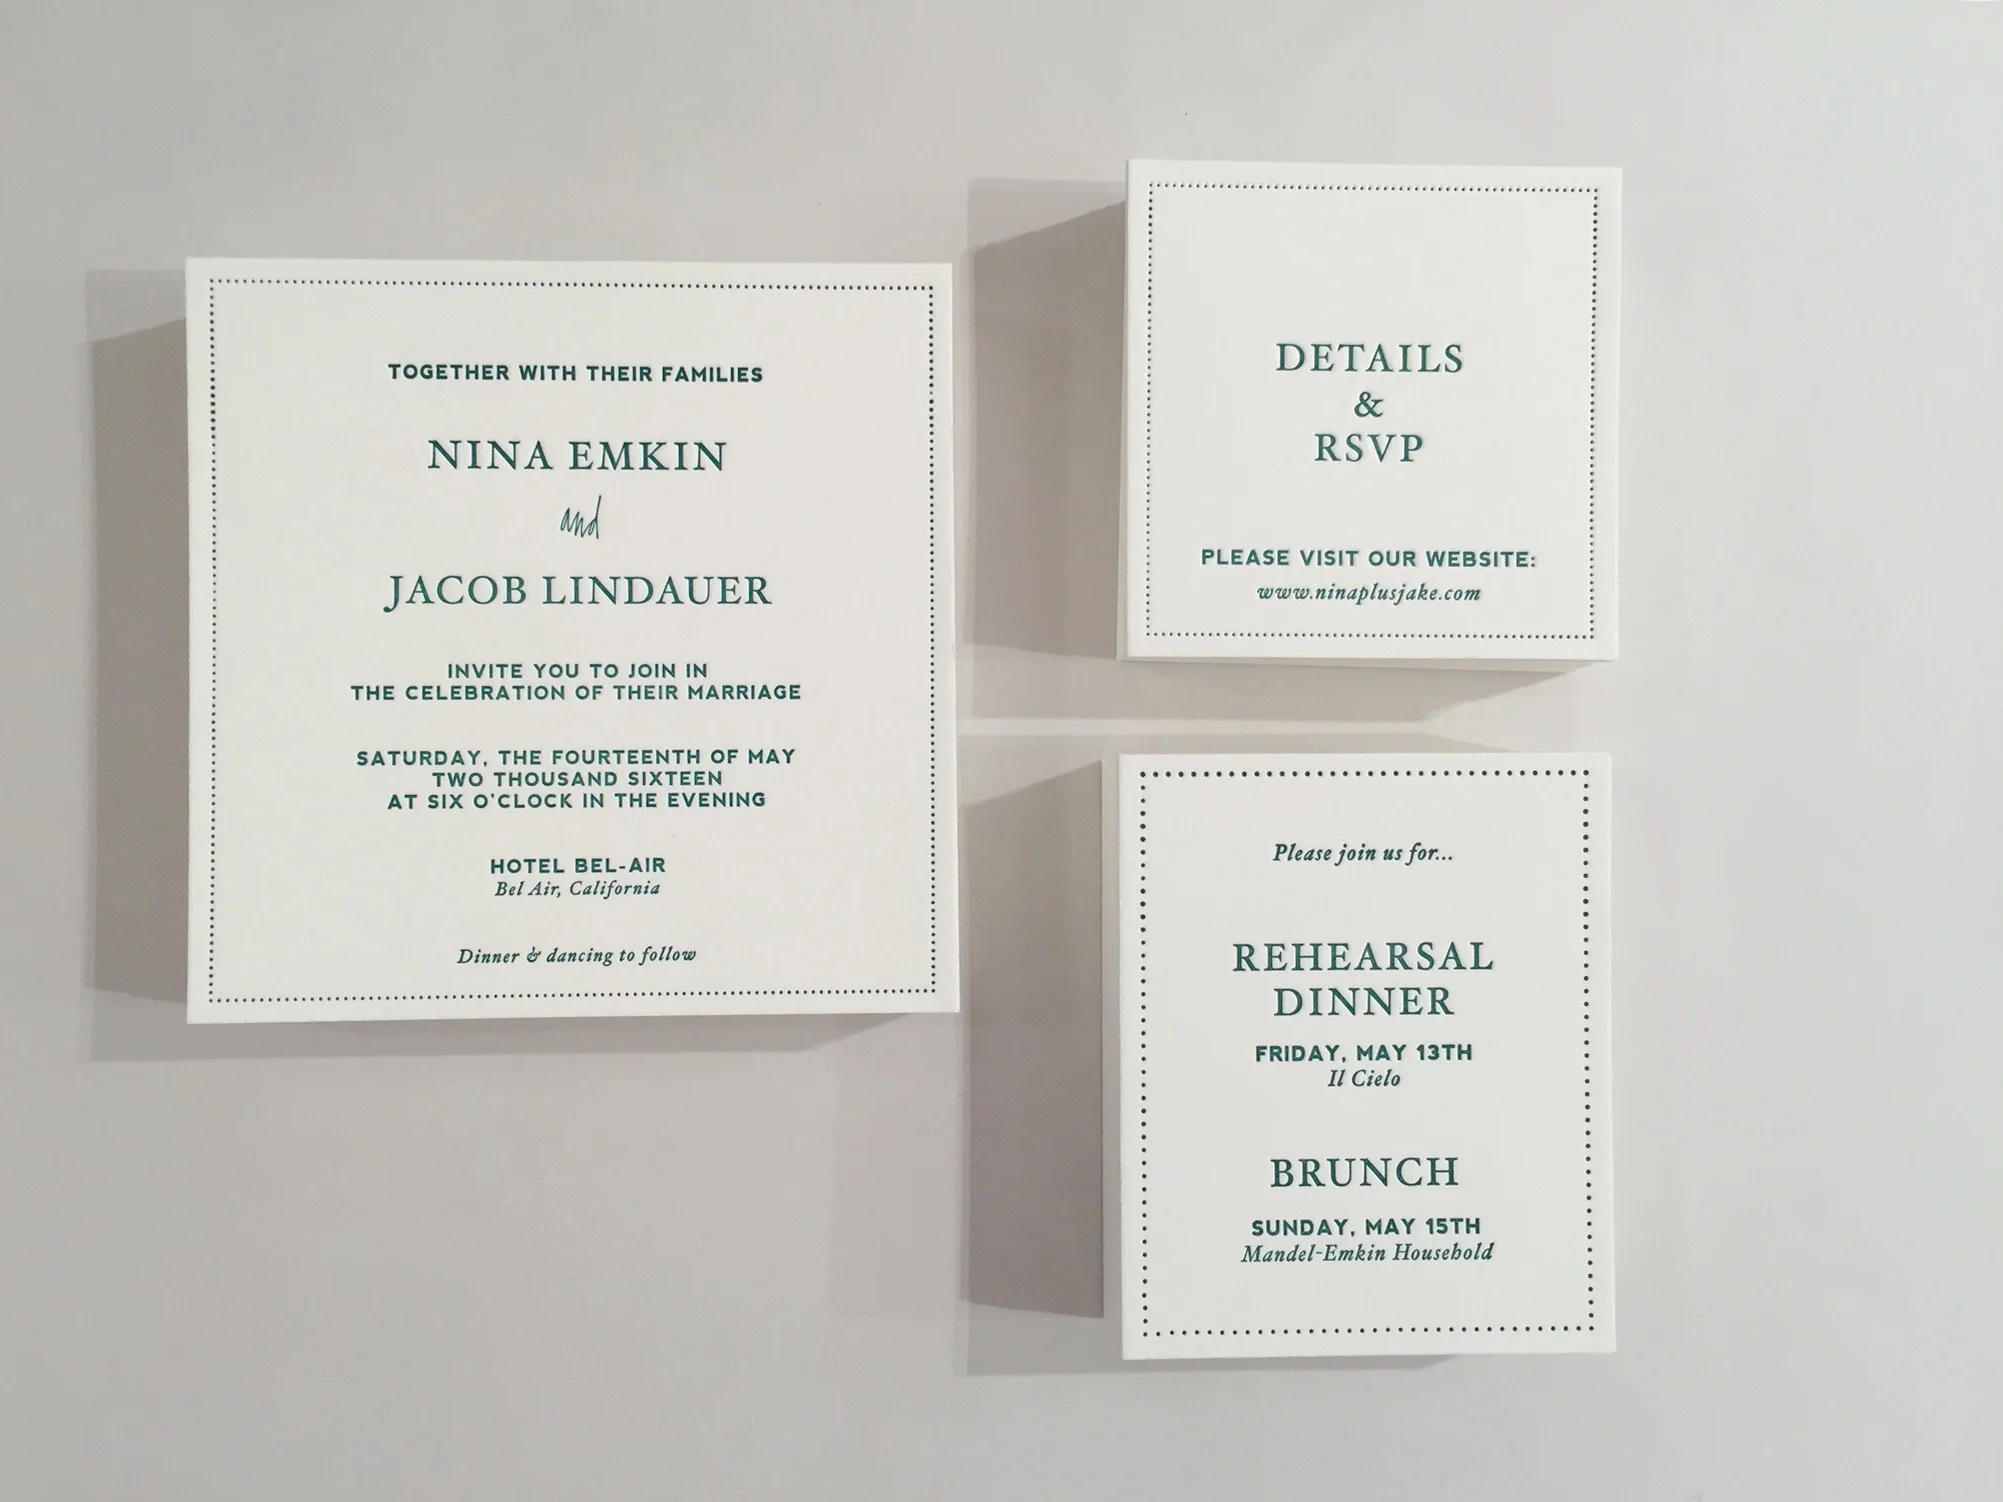 TOGETHER WITH THEIR FAMILIES
NINA EMKIN
and
JACOB LINDAUER
INVITE YOU TO JOIN IN
THE CELEBRATION OF THEIR MARRIAGE
SATURDAY, THE FOURTEENTH OF MAY
TWO THOUSAND SIXTEEN
AT SIX O'CLOCK IN THE EVENING
HOTEL BEL-AIR
Bel Air, California
Dinner & dancing to follow
DETAILS
&
RSVP
PLEASE VISIT OUR WEBSITE:
www.ninaplusjake.com
Please join us for...
REHEARSAL
DINNER
FRIDAY, MAY 13TH
Il Cielo
BRUNCH
SUNDAY, MAY 15TH
Mandel-Emkin Household